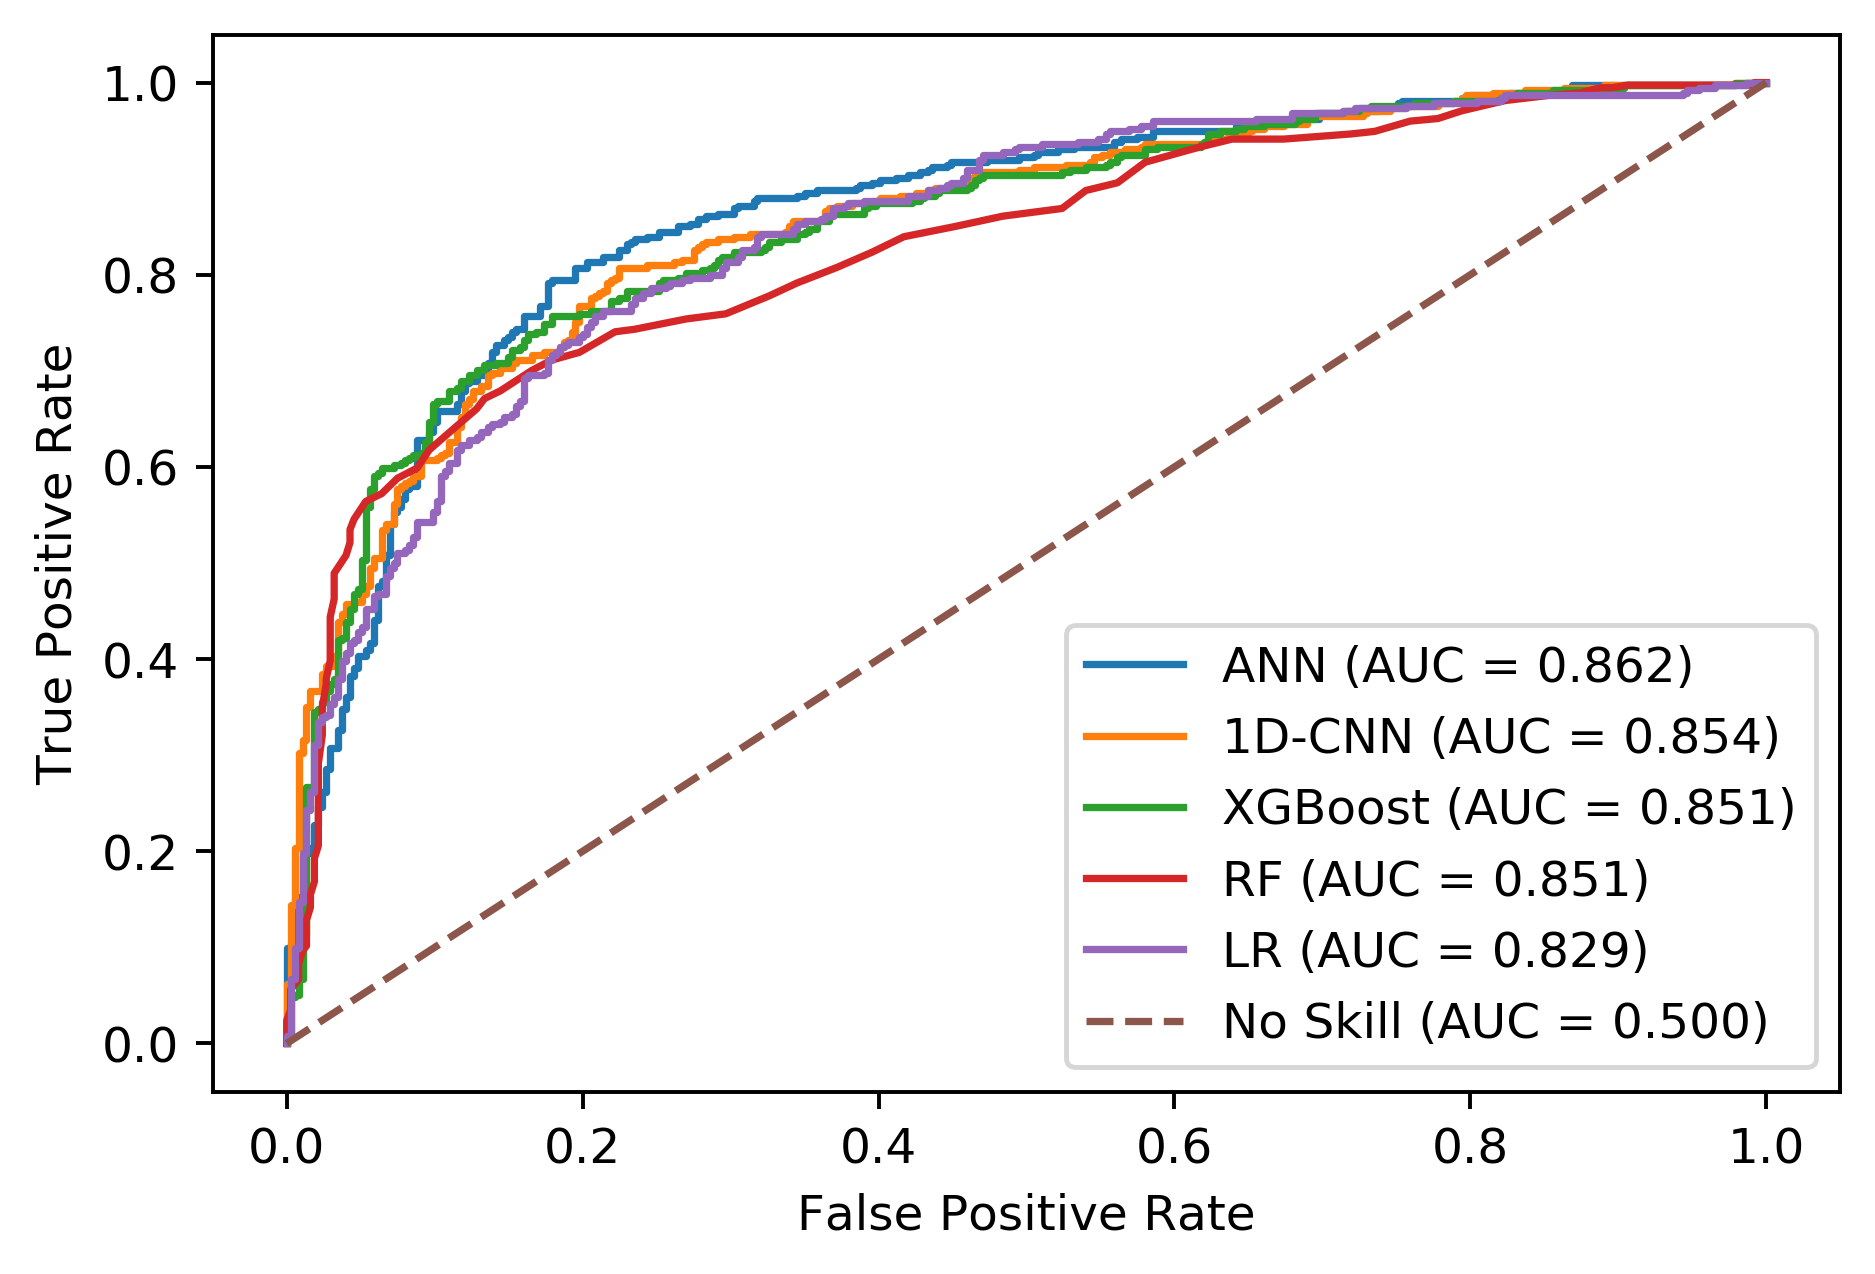 1.0
0.8
0.6
0.4
0.2
0.0
True Positive Rate
ANN (AUC = 0.862)
1D-CNN (AUC = 0.854)
XGBoost (AUC = 0.851)
RF (AUC = 0.851)
LR (AUC = 0.829)
No Skill (AUC = 0.500)
0.0 0.2 0.4 0.6 0.8 1.0
False Positive Rate